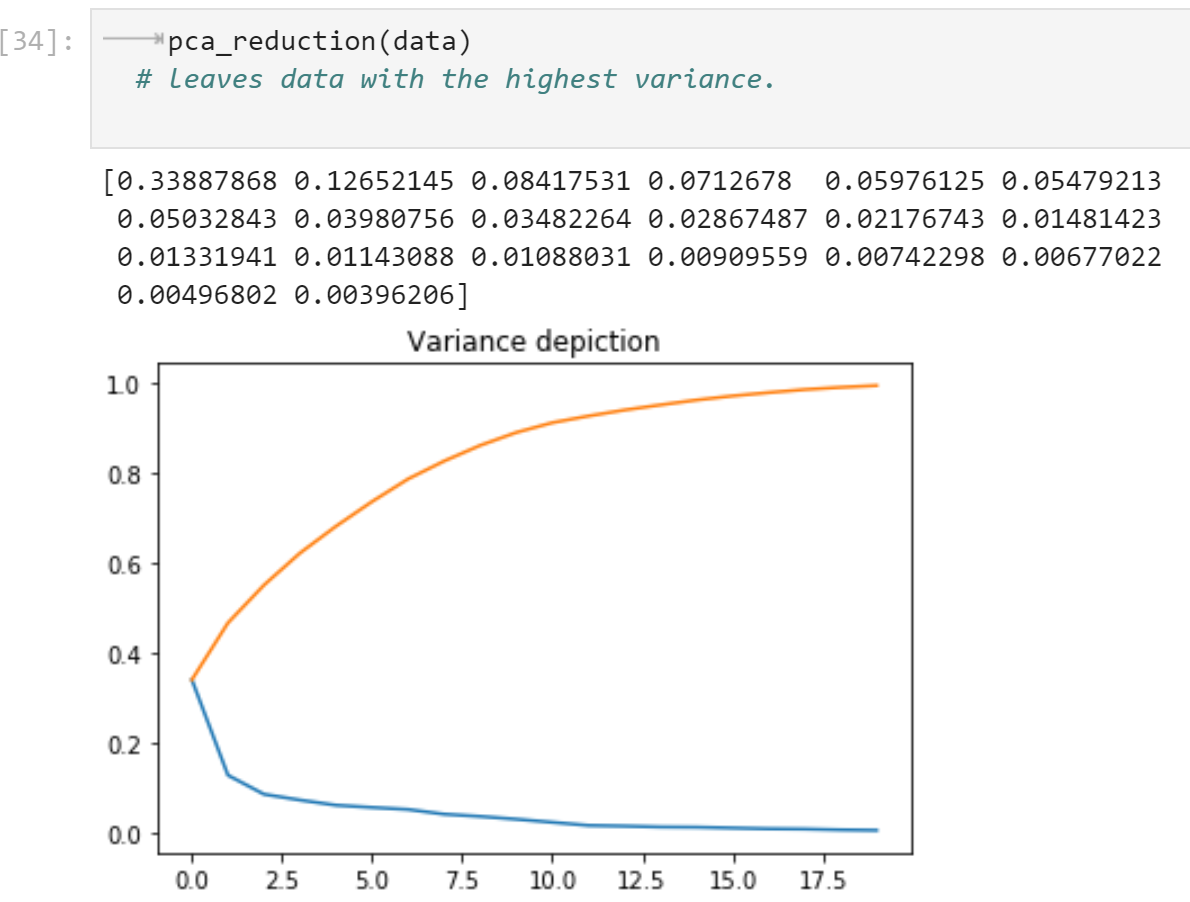 [34]: pca_reduction(data)
# leaves data with the highest variance.
[0.33887868 0.12652145 0.08417531 0.0712678  0.05976125 0.05479213
0.05032843 0.03980756 0.03482264 0.02867487 0.02176743 0.01481423
0.01331941 0.01143088 0.01088031 0.00909559 0.00742298 0.00677022
0.00496802 0.00396206]
Variance depiction
1.0
0.8
0.6
0.4
0.2
0.0
0.0 2.5 5.0 7.5 10.0 12.5 15.0 17.5